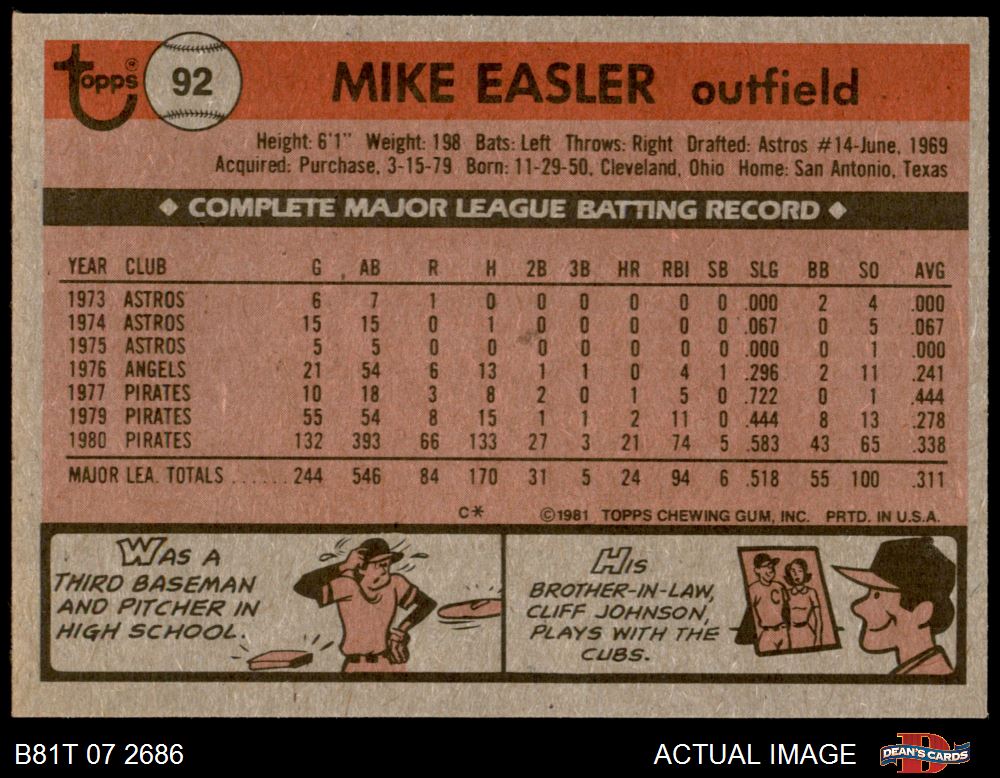 Topps ® 92 MIKE EASLER outfield
Height: 6'1" Weight: 198 Bats: Left Throws: Right Drafted: Astros #14-June, 1969
Acquired: Purchase, 3-15-79 Born: 11-29-50, Cleveland, Ohio Home: San Antonio, Texas
◆ COMPLETE MAJOR LEAGUE BATTING RECORD ◆
YEAR CLUB G AB R H 2B 3B HR RBI SB SLG BB SO AVG
1973 ASTROS 6 7 1 0 0 0 0 0 0 .000 2 4 .000
1974 ASTROS 15 15 0 1 0 0 0 0 0 .067 0 5 .067
1975 ASTROS 5 5 0 0 0 0 0 0 0 .000 0 1 .000
1976 ANGELS 21 54 6 13 1 1 0 4 1 .296 2 11 .241
1977 PIRATES 10 18 3 8 2 0 1 5 0 .722 0 1 .444
1979 PIRATES 55 54 8 15 1 1 2 11 0 .444 8 13 .278
1980 PIRATES 132 393 66 133 27 3 21 74 5 .583 43 65 .338
MAJOR LEA. TOTALS ...... 244 546 84 170 31 5 24 94 6 .518 55 100 .311
C* ©1981 TOPPS CHEWING GUM, INC. PRTD. IN U.S.A.
WAS A
THIRD BASEMAN
AND PITCHER IN
HIGH SCHOOL.
HIS
BROTHER-IN-LAW,
CLIFF JOHNSON,
PLAYS WITH THE
CUBS.
C
B81T 07 2686 ACTUAL IMAGE DEAN'S CARDS